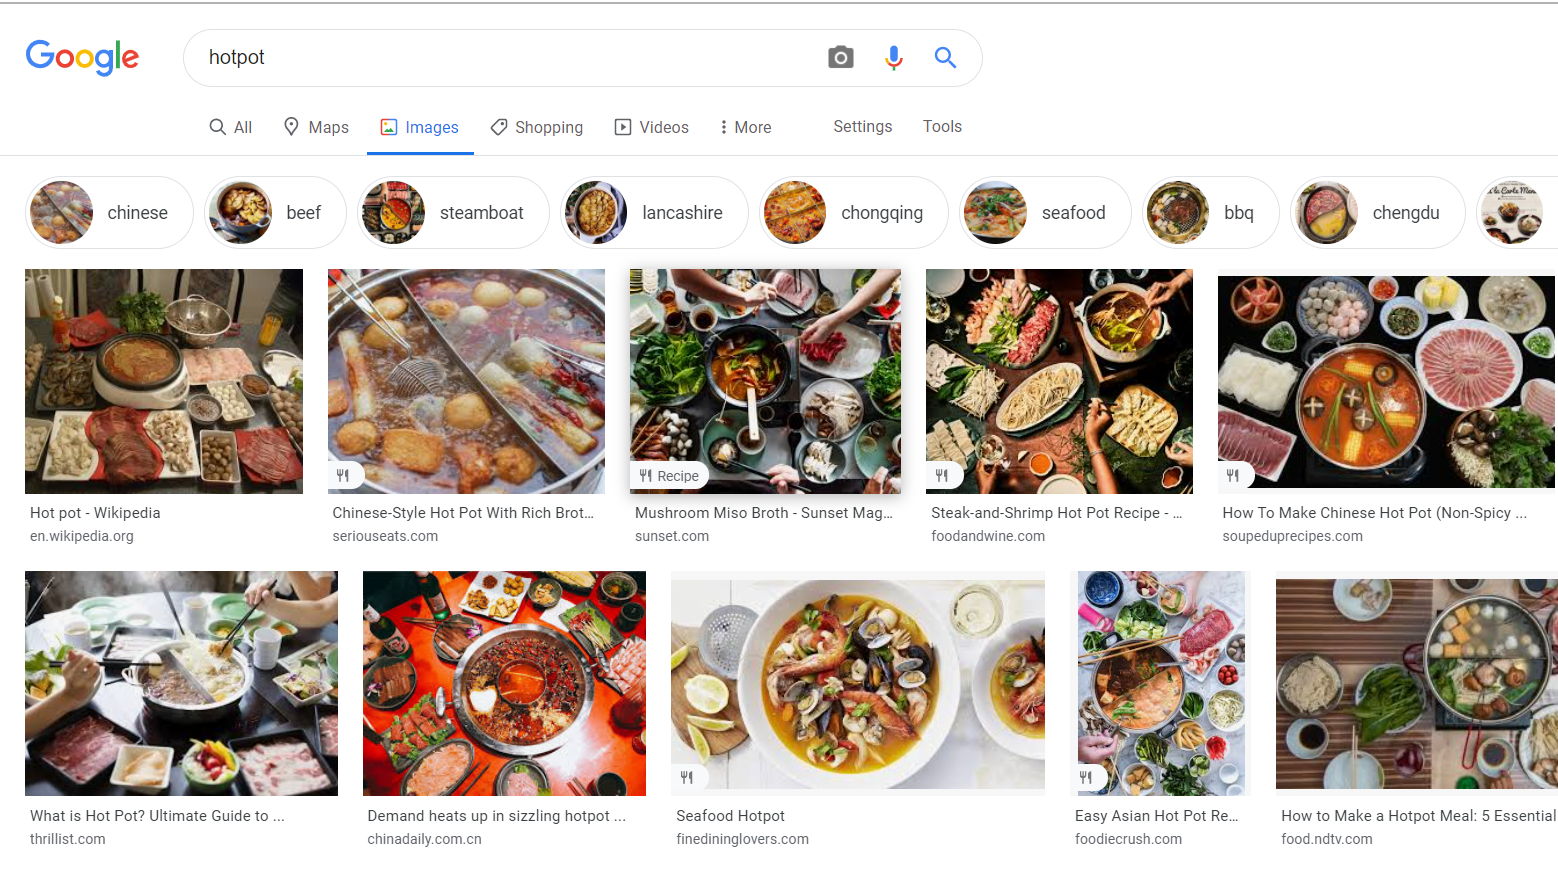 Google
hotpot
All
Maps
Images
Shopping
Videos
More
Settings
Tools
chinese
beef
steamboat
lancashire
chongqing
seafood
bbq
chengdu
a la Carte Menu
Recipe
Hot pot - Wikipedia
en.wikipedia.org
Chinese-Style Hot Pot With Rich Brot...
seriouseats.com
Mushroom Miso Broth - Sunset Mag...
sunset.com
Steak-and-Shrimp Hot Pot Recipe - ...
foodandwine.com
How To Make Chinese Hot Pot (Non-Spicy ...
soupeduprecipes.com
What is Hot Pot? Ultimate Guide to ...
thrillist.com
Demand heats up in sizzling hotpot ...
chinadaily.com.cn
Seafood Hotpot
finedininglovers.com
Easy Asian Hot Pot Re...
foodiecrush.com
How to Make a Hotpot Meal: 5 Essential
food.ndtv.com